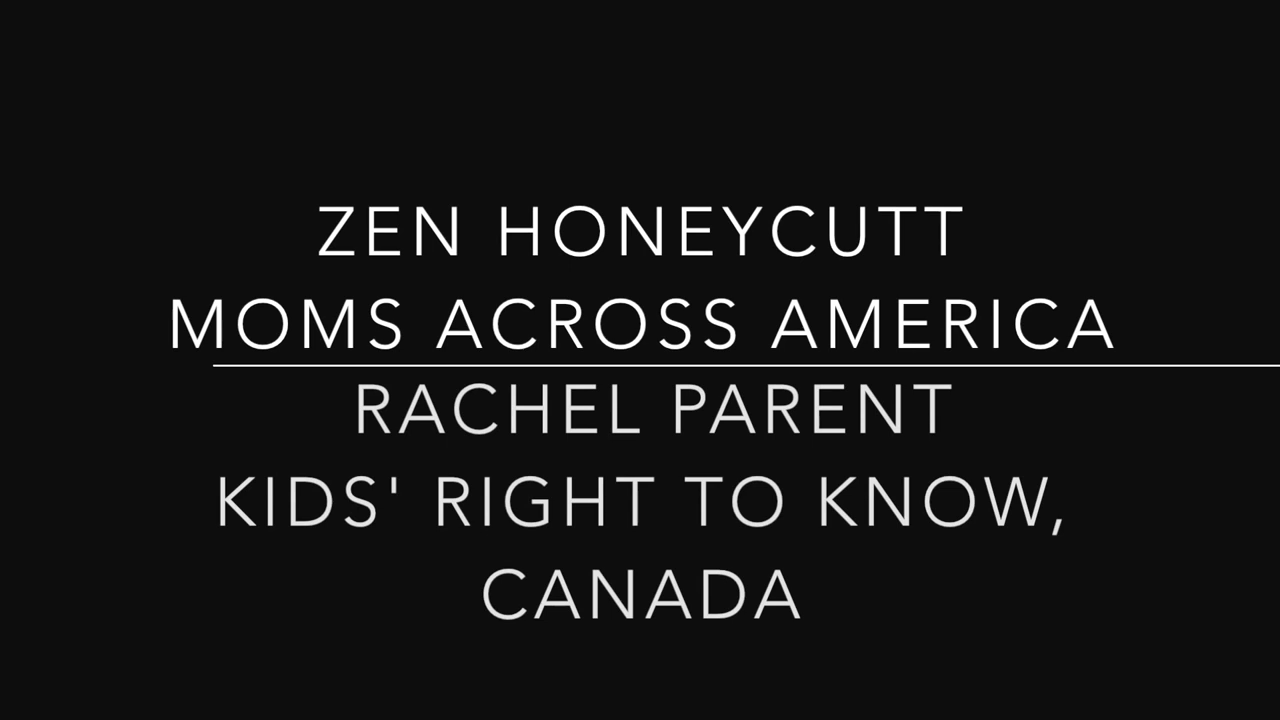 ZEN HONEYCUTT
MOMS ACROSS AMERICA
RACHEL PARENT
KIDS' RIGHT TO KNOW,
CANADA